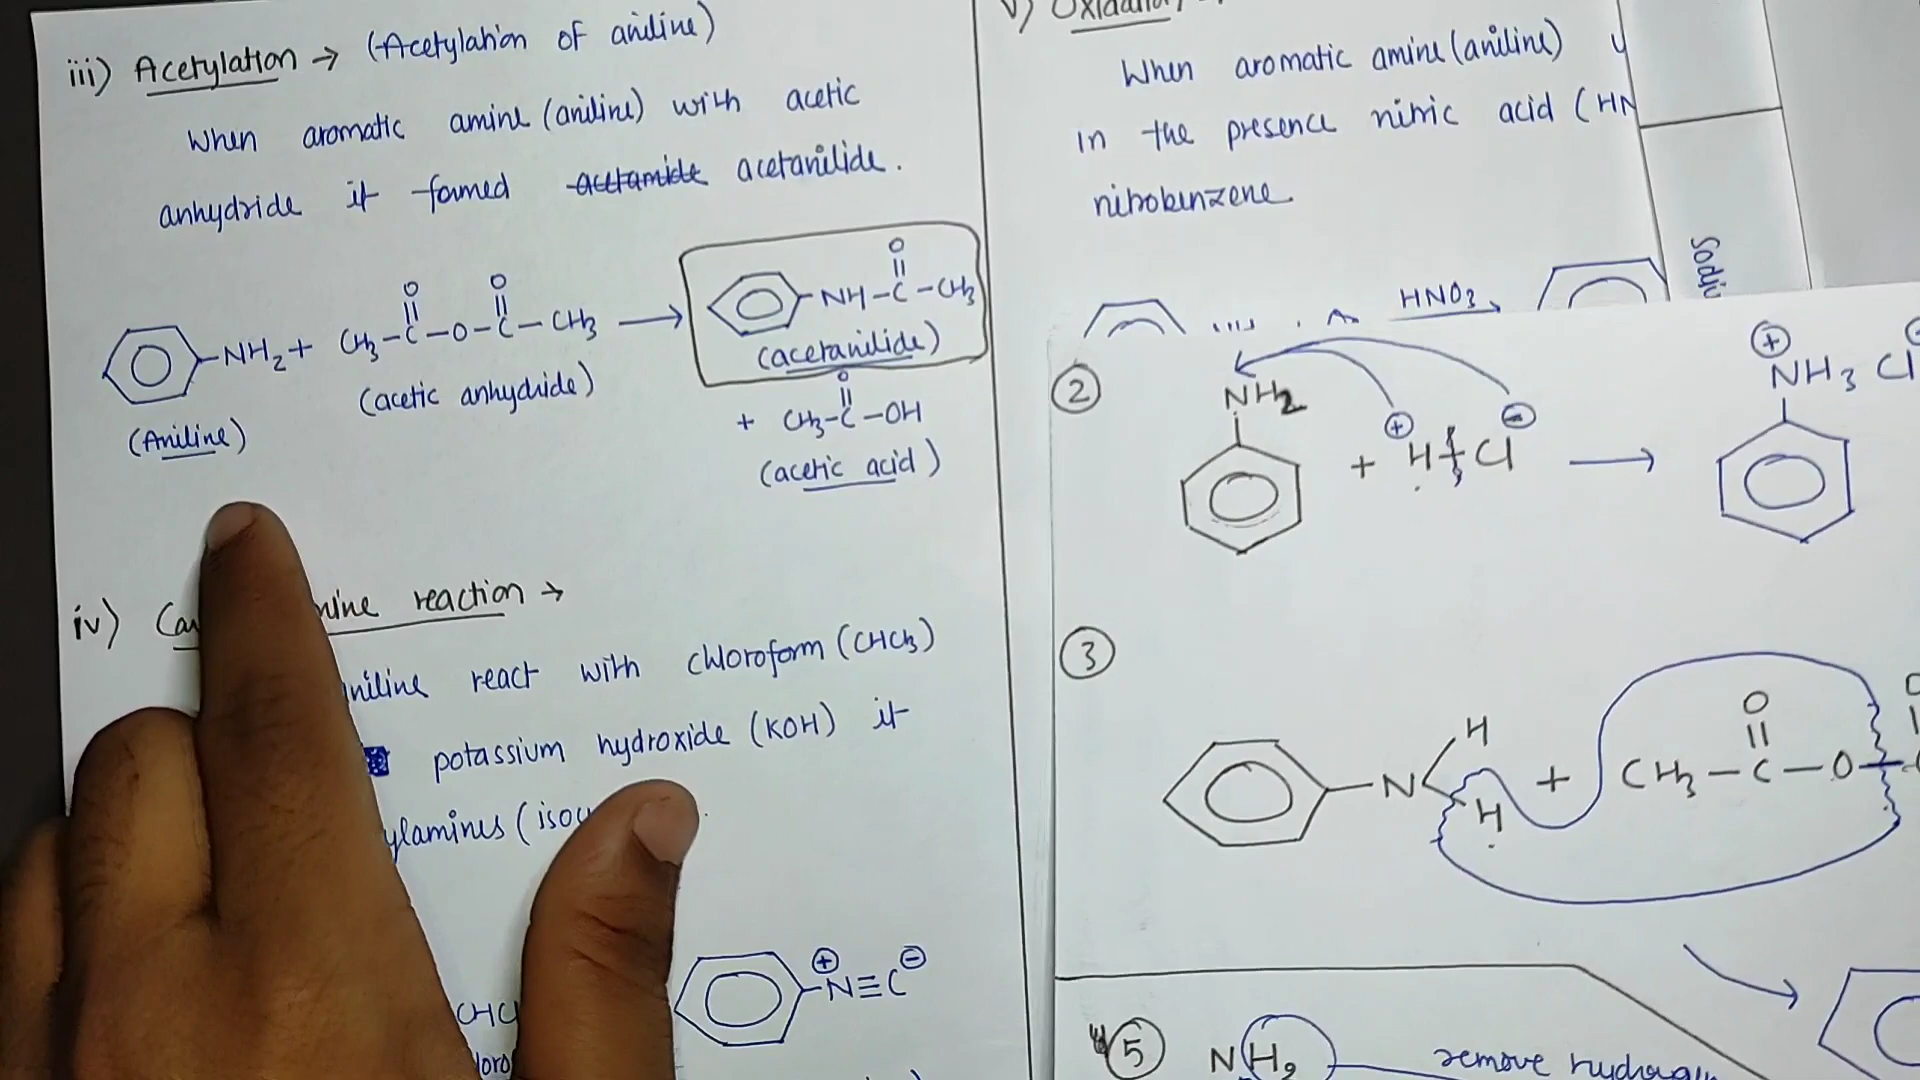 iii) Acetylation → (Acetylation of aniline)
When aromatic amine (aniline) with acetic
anhydride it formed acetamide acetanilide.
O O
NH2 + CH3-C-O-C-CH3 →
(Aniline)
(acetic anhydride)
O
NH-C-CH3
(acetanilide)
O
+ CH3-C-OH
(acetic acid)
iv) reaction →
react with chloroform (CHCl3)
potassium hydroxide (KOH) it
⊕ ⊖
N≡C
When aromatic amine (aniline)
in the presence nitric acid (HN
nitrobenzene.
HNO3
② NH2
⊕ ⊖
+ H Cl →
⊕
NH3 Cl
③
H
N
H
+
O
CH3-C-O-
5 NH2 remove